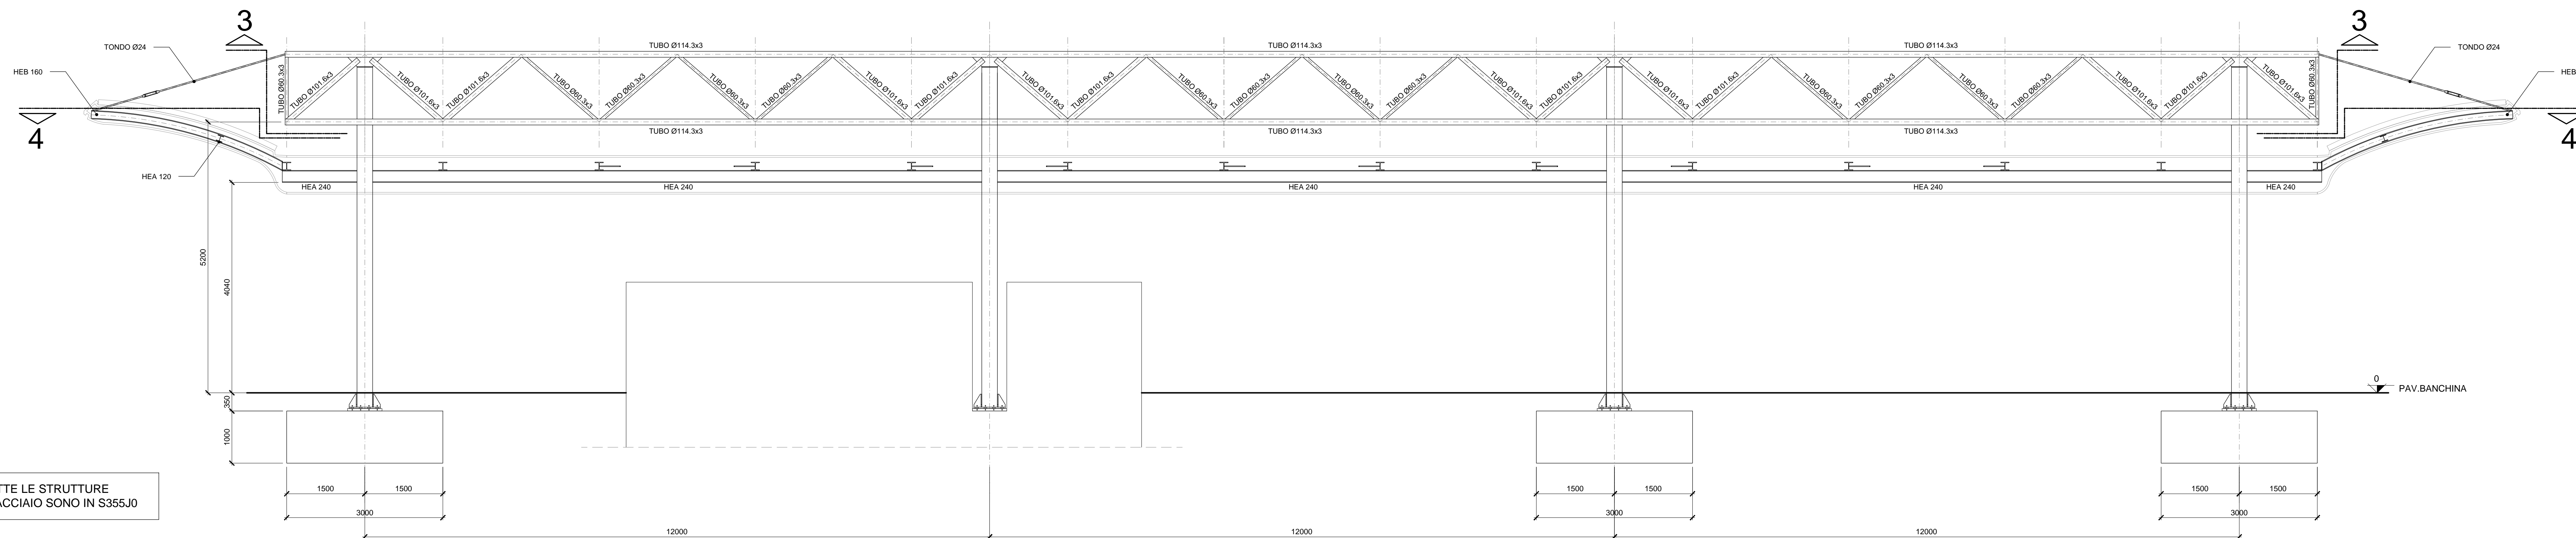 3
3
TONDO Ø24
TONDO Ø24
HEB 160
HEB
TUBO Ø114.3x3
TUBO Ø114.3x3
TUBO Ø114.3x3
TUBO Ø60.3x3
TUBO Ø101.6x3
TUBO Ø101.6x3
TUBO Ø101.6x3
TUBO Ø60.3x3
TUBO Ø60.3x3
TUBO Ø60.3x3
TUBO Ø60.3x3
TUBO Ø101.6x3
TUBO Ø101.6x3
TUBO Ø101.6x3
TUBO Ø101.6x3
TUBO Ø60.3x3
TUBO Ø60.3x3
TUBO Ø60.3x3
TUBO Ø60.3x3
TUBO Ø101.6x3
TUBO Ø101.6x3
TUBO Ø101.6x3
TUBO Ø101.6x3
TUBO Ø60.3x3
TUBO Ø60.3x3
TUBO Ø60.3x3
TUBO Ø60.3x3
TUBO Ø101.6x3
TUBO Ø101.6x3
TUBO Ø101.6x3
TUBO Ø60.3x3
TUBO Ø114.3x3
TUBO Ø114.3x3
TUBO Ø114.3x3
4
4
HEA 120
HEA 240
HEA 240
HEA 240
HEA 240
HEA 240
5200
4040
350
1000
0
PAV.BANCHINA
TTE LE STRUTTURE
ACCIAIO SONO IN S355J0
1500
1500
1500
1500
1500
1500
3000
3000
3000
12000
12000
12000